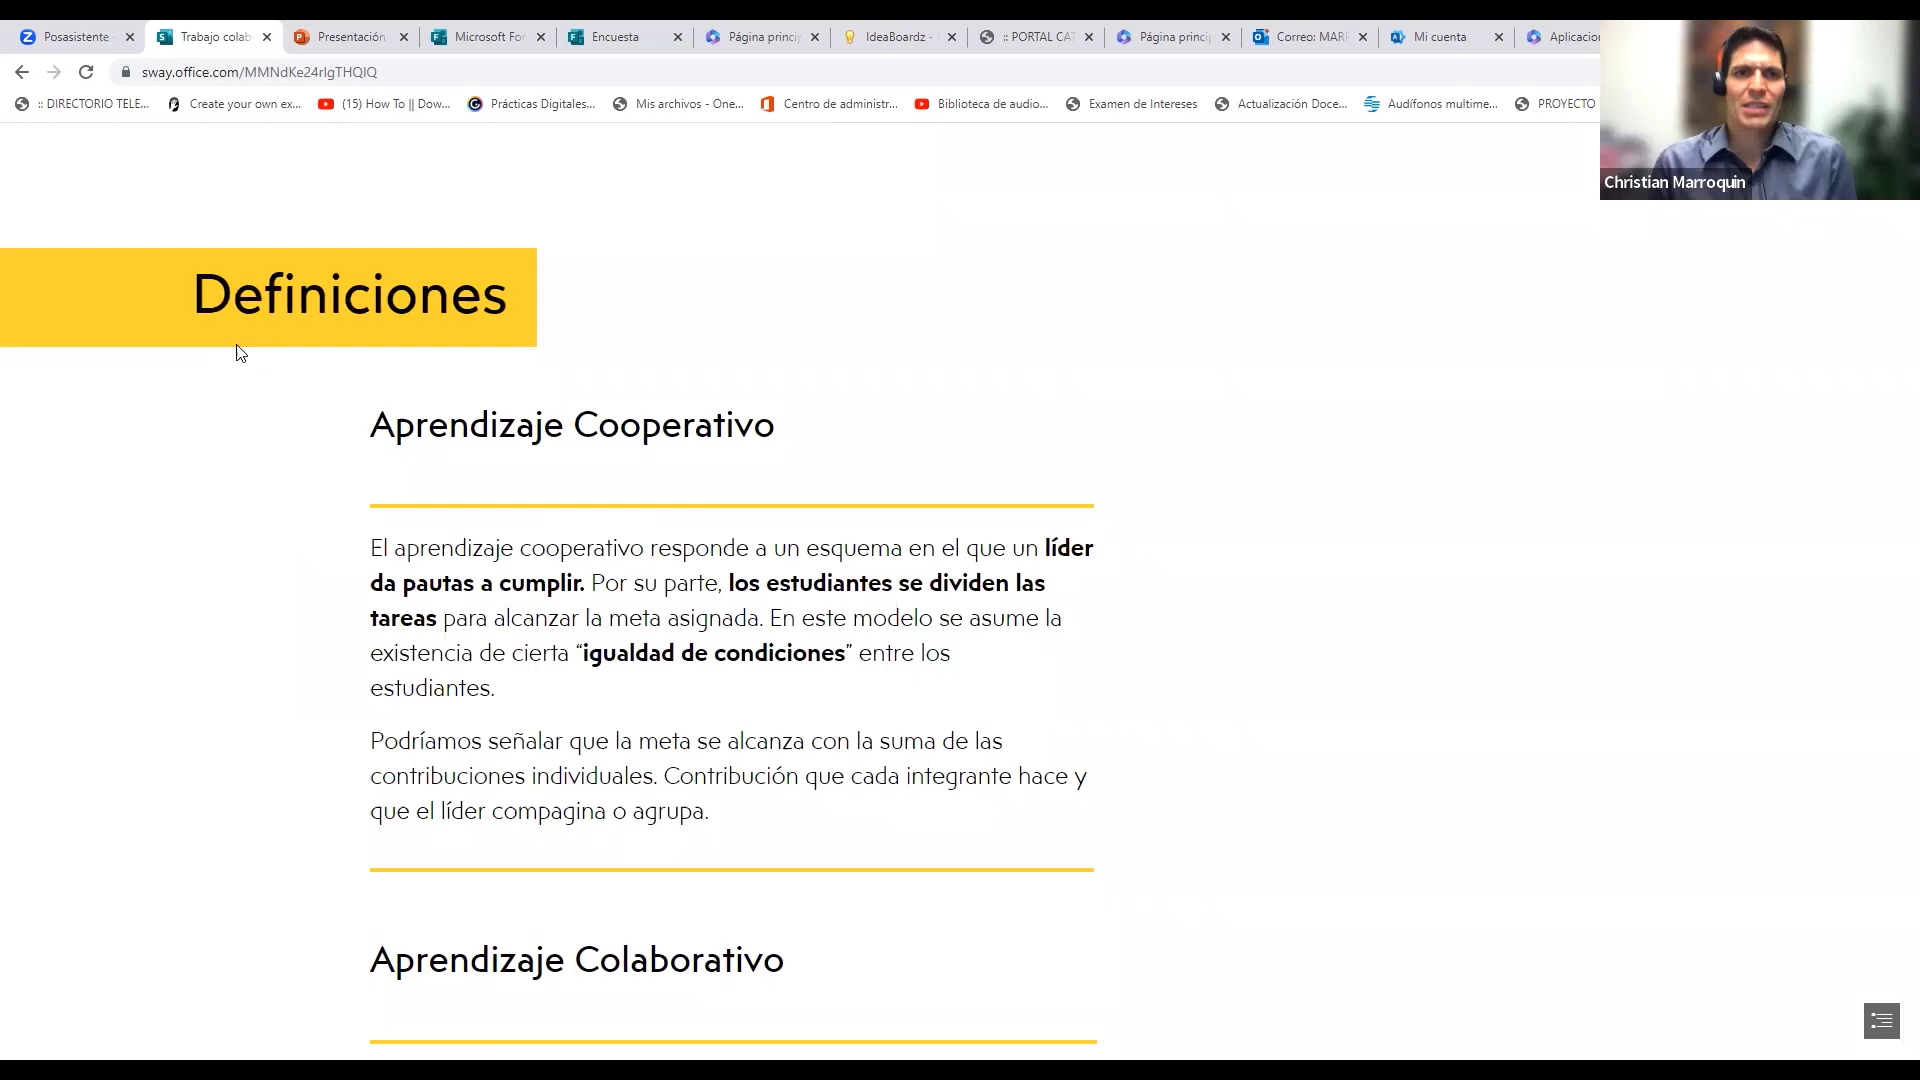 Posasistente
Trabajo colab
Presentación
Microsoft For
Encuesta
Página princip
IdeaBoardz -
:: PORTAL CAT
Página princip
Correo: MARR
Mi cuenta
Aplicacion
sway.office.com/MMNdKe24rIgTHQIQ
:: DIRECTORIO TELE...
Create your own ex...
(15) How To || Dow...
Prácticas Digitales...
Mis archivos - One...
Centro de administr...
Biblioteca de audio...
Examen de Intereses
Actualización Doce...
Audífonos multime...
PROYECTO
Christian Marroquin
Definiciones
Aprendizaje Cooperativo
El aprendizaje cooperativo responde a un esquema en el que un líder
da pautas a cumplir. Por su parte, los estudiantes se dividen las
tareas para alcanzar la meta asignada. En este modelo se asume la
existencia de cierta “igualdad de condiciones” entre los
estudiantes.
Podríamos señalar que la meta se alcanza con la suma de las
contribuciones individuales. Contribución que cada integrante hace y
que el líder compagina o agrupa.
Aprendizaje Colaborativo